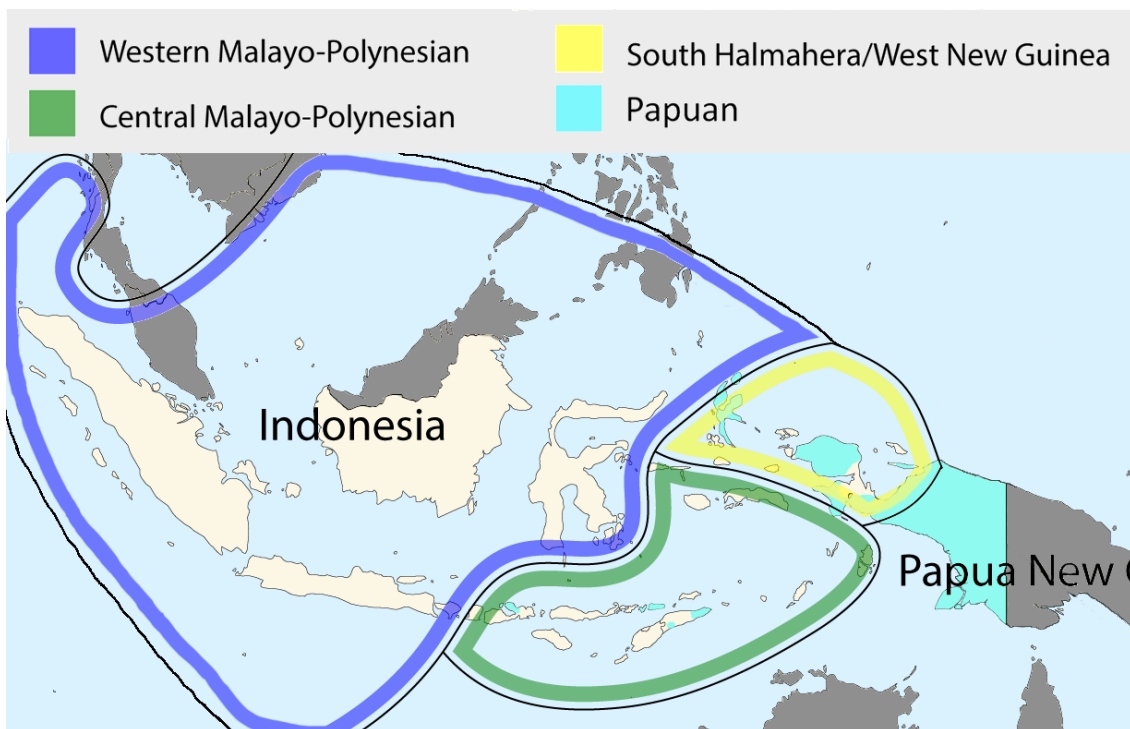 Western Malayo-Polynesian
South Halmahera/West New Guinea
Central Malayo-Polynesian
Papuan
Indonesia
Papua New